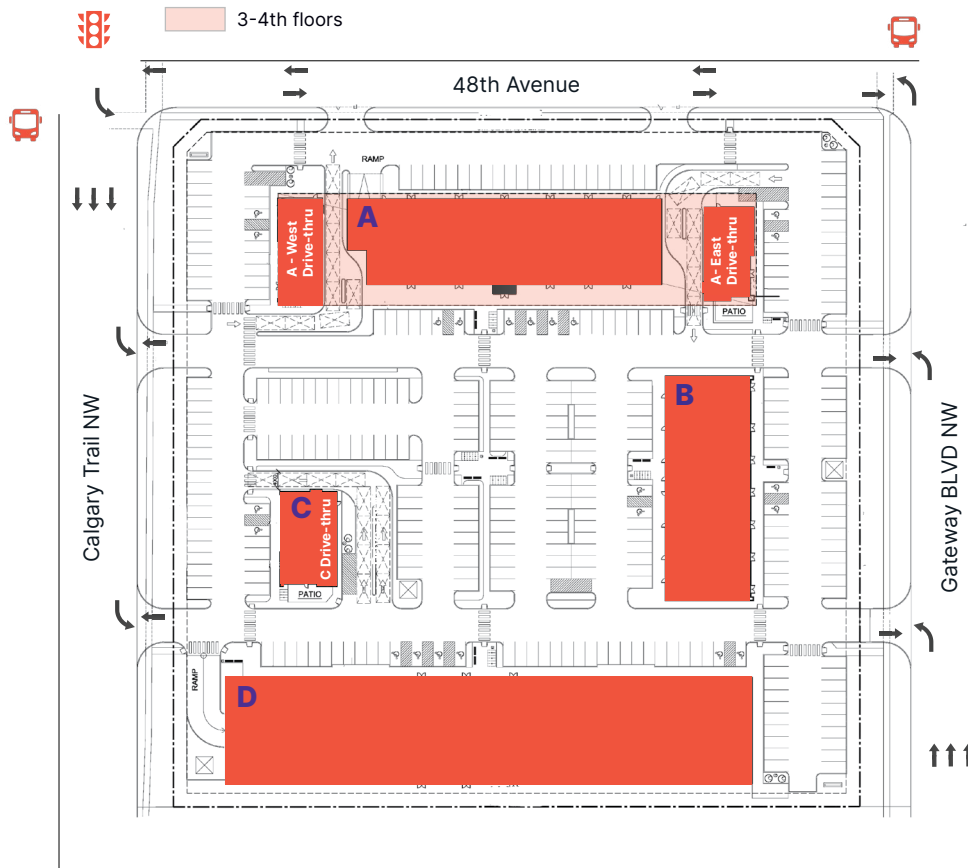 3-4th floors
48th Avenue
RAMP
A
A - West
Drive-thru
A- East
Drive-thru
PATIO
B
Calgary Trail NW
Gateway BLVD NW
C
C Drive-thru
PATIO
RAMP
D